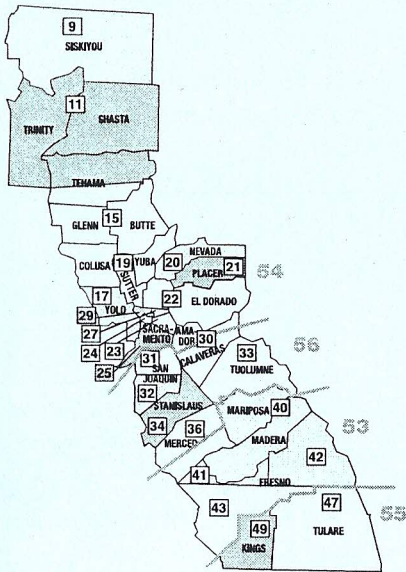 9
SISKIYOU
11
TRINITY
SHASTA
TEHAMA
GLENN
15
BUTTE
COLUSA
19
SUTTER
YUBA
20
NEVADA
PLACER
21
54
17
YOLO
22
EL DORADO
29
27
24
23
25
SACRA-
MENTO
AMA-
DOR
30
CALAVERAS
56
31
SAN
JOAQUIN
33
TUOLUMNE
32
STANISLAUS
34
36
MERCED
MARIPOSA
40
53
MADERA
42
41
FRESNO
43
47
55
49
KINGS
TULARE